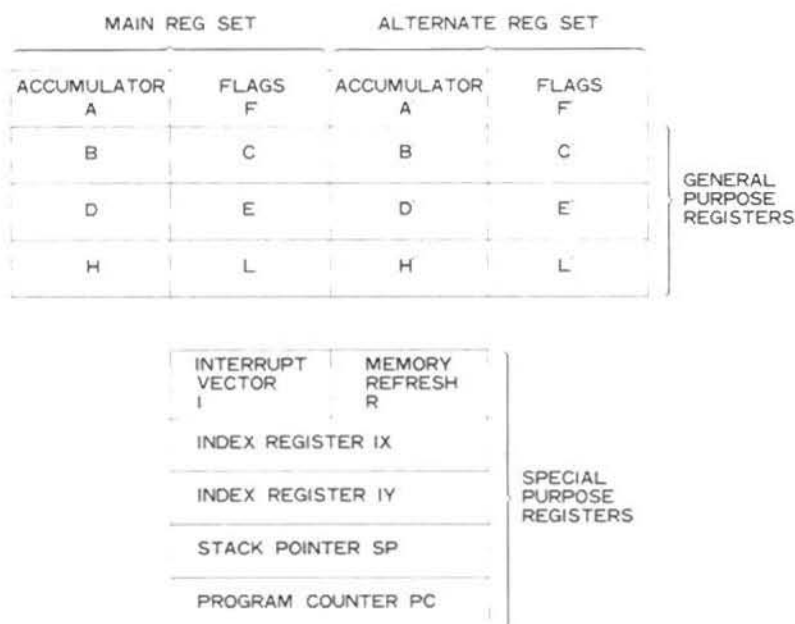 MAIN REG SET ALTERNATE REG SET
ACCUMULATOR FLAGS ACCUMULATOR FLAGS
A F A' F'
B C B' C'
D E D' E'
H L H' L'
GENERAL
PURPOSE
REGISTERS
INTERRUPT MEMORY
VECTOR REFRESH
I R
INDEX REGISTER IX
INDEX REGISTER IY
STACK POINTER SP
PROGRAM COUNTER PC
SPECIAL
PURPOSE
REGISTERS